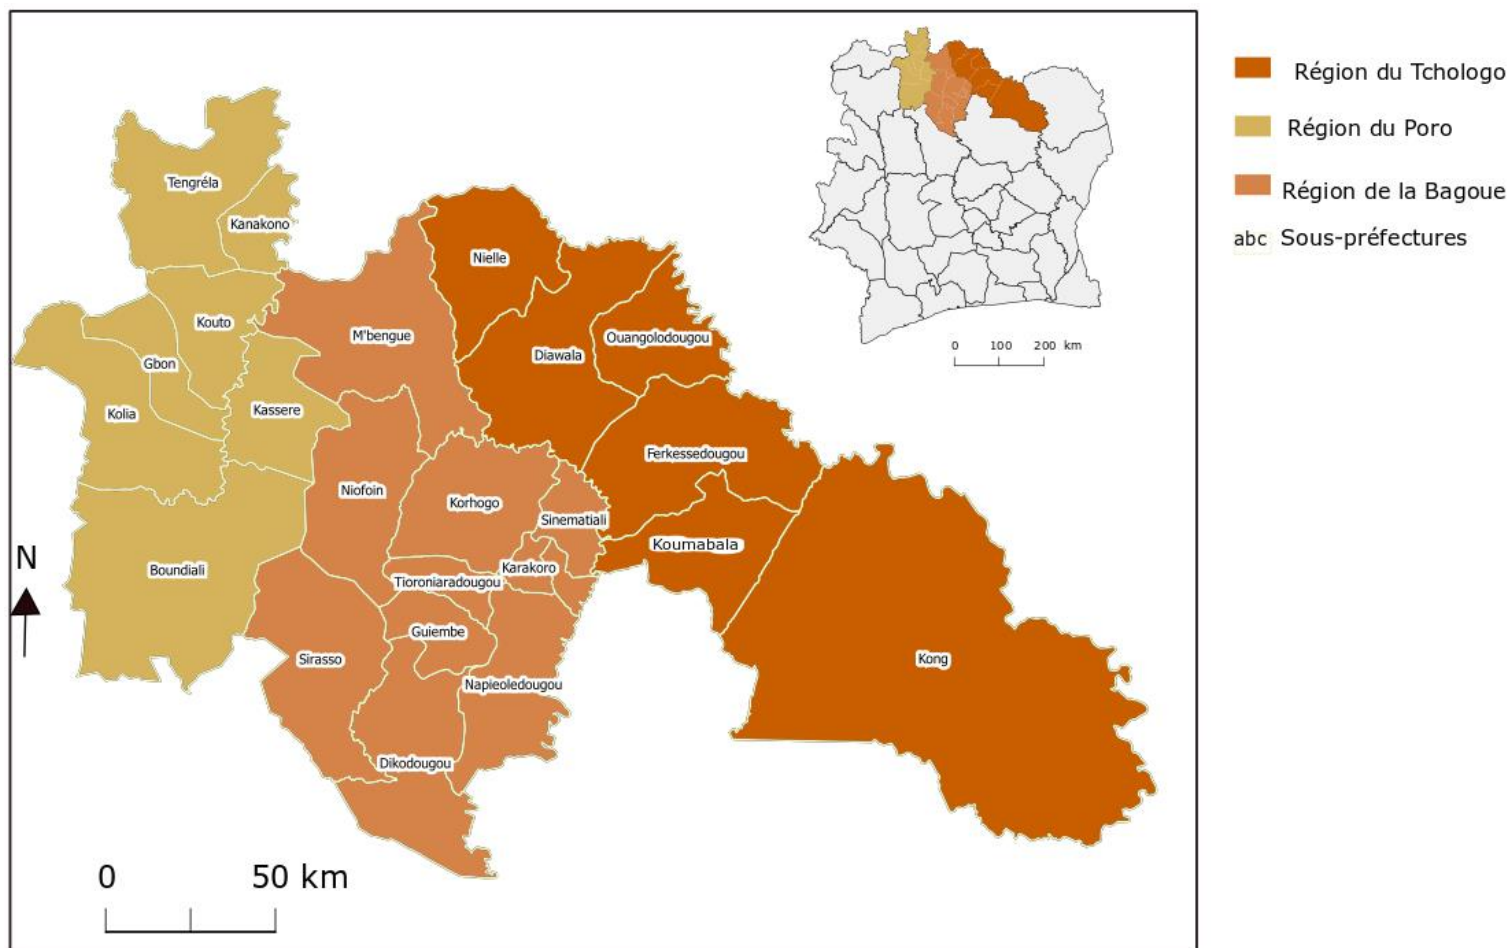 Région du Tchologo
Région du Poro
Région de la Bagoue
abc Sous-préfectures
Tengréla
Kanakono
Nielle
Kouto
M'bengue
Ouangolodougou
Diawala
Gbon
Kolia
Kassere
Ferkessedougou
Niofoin
Korhogo
Sinematiali
Koumabala
Boundiali
Karakoro
Tioroniaradougou
Guiembe
Sirasso
Kong
Napieoledougou
Dikodougou
N
0 100 200 km
0 50 km